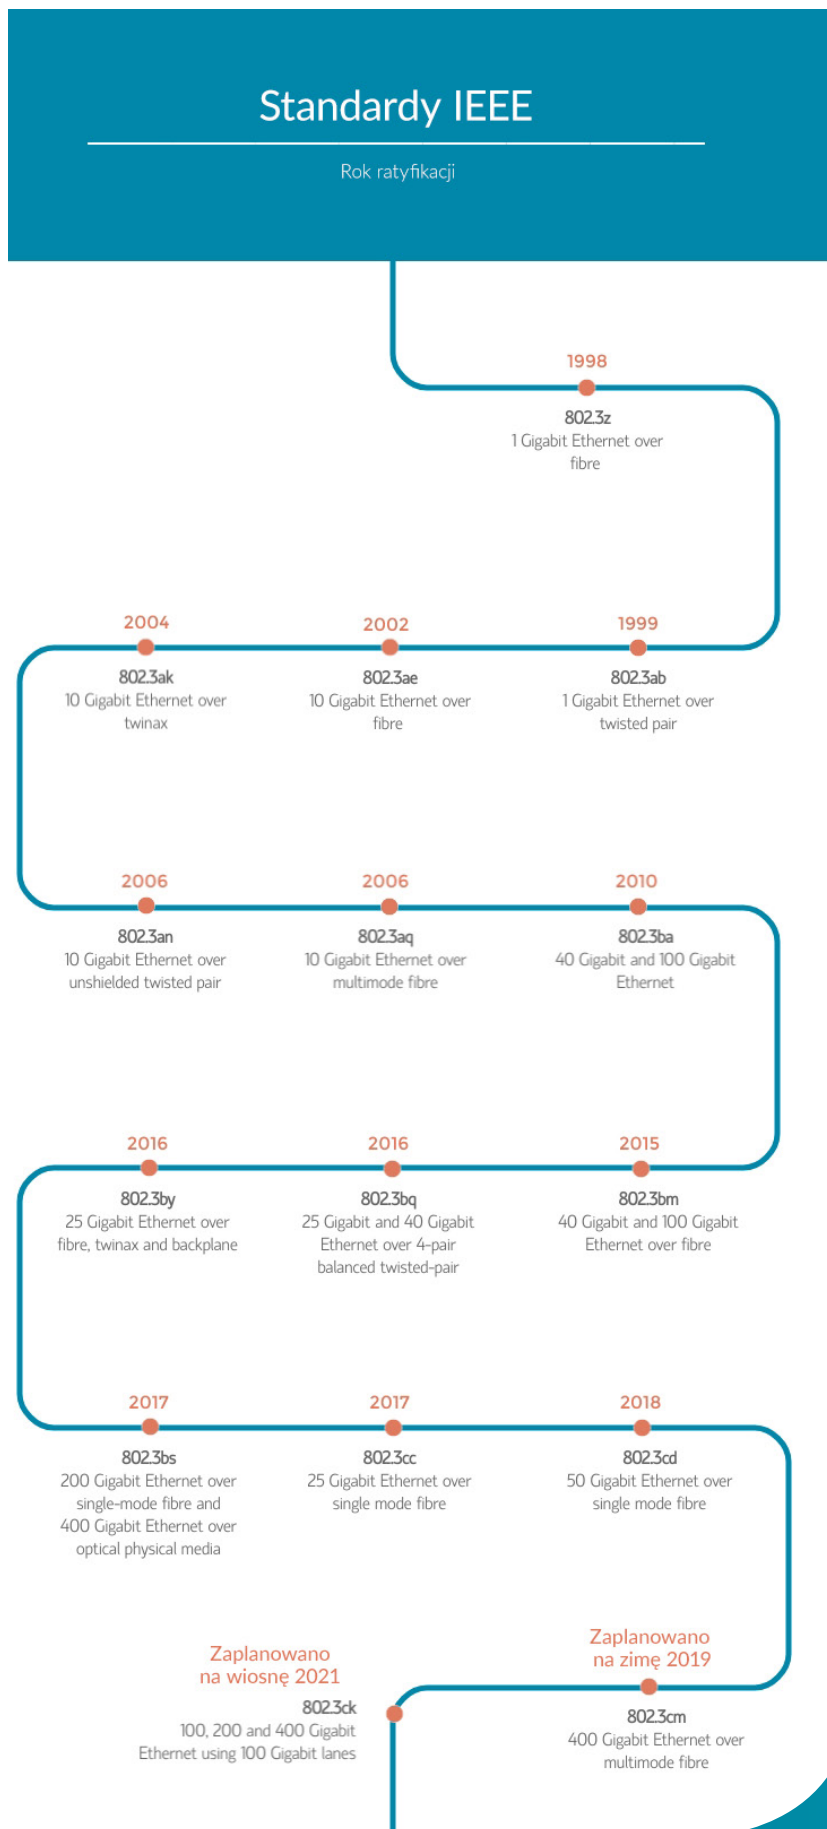 Standardy IEEE
Rok ratyfikacji
1998
802.3z
1 Gigabit Ethernet over
fibre
1999
802.3ab
1 Gigabit Ethernet over
twisted pair
2002
802.3ae
10 Gigabit Ethernet over
fibre
2004
802.3ak
10 Gigabit Ethernet over
twinax
2006
802.3an
10 Gigabit Ethernet over
unshielded twisted pair
2006
802.3aq
10 Gigabit Ethernet over
multimode fibre
2010
802.3ba
40 Gigabit and 100 Gigabit
Ethernet
2015
802.3bm
40 Gigabit and 100 Gigabit
Ethernet over fibre
2016
802.3bq
25 Gigabit and 40 Gigabit
Ethernet over 4-pair
balanced twisted-pair
2016
802.3by
25 Gigabit Ethernet over
fibre, twinax and backplane
2017
802.3bs
200 Gigabit Ethernet over
single-mode fibre and
400 Gigabit Ethernet over
optical physical media
2017
802.3cc
25 Gigabit Ethernet over
single mode fibre
2018
802.3cd
50 Gigabit Ethernet over
single mode fibre
Zaplanowano
na zimę 2019
802.3cm
400 Gigabit Ethernet over
multimode fibre
Zaplanowano
na wiosnę 2021
802.3ck
100, 200 and 400 Gigabit
Ethernet using 100 Gigabit lanes